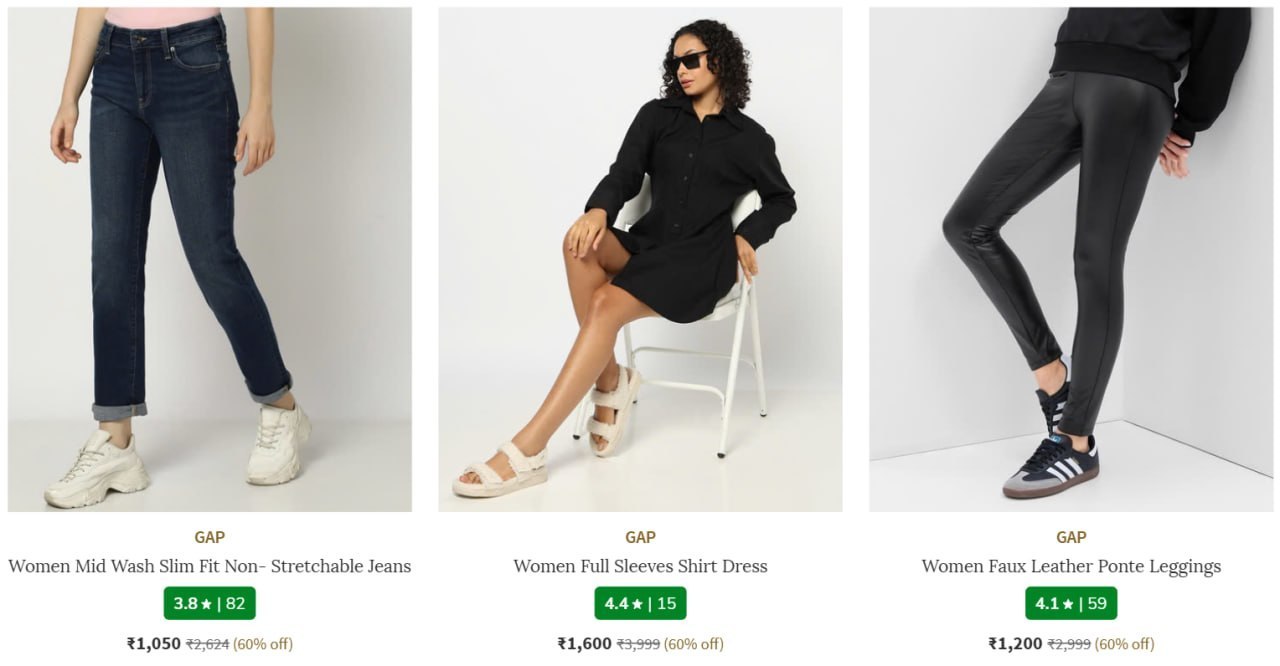 GAP
Women Mid Wash Slim Fit Non- Stretchable Jeans
3.8 ★ | 82
₹1,050 ₹2,624 (60% off)
GAP
Women Full Sleeves Shirt Dress
4.4 ★ | 15
₹1,600 ₹3,999 (60% off)
GAP
Women Faux Leather Ponte Leggings
4.1 ★ | 59
₹1,200 ₹2,999 (60% off)